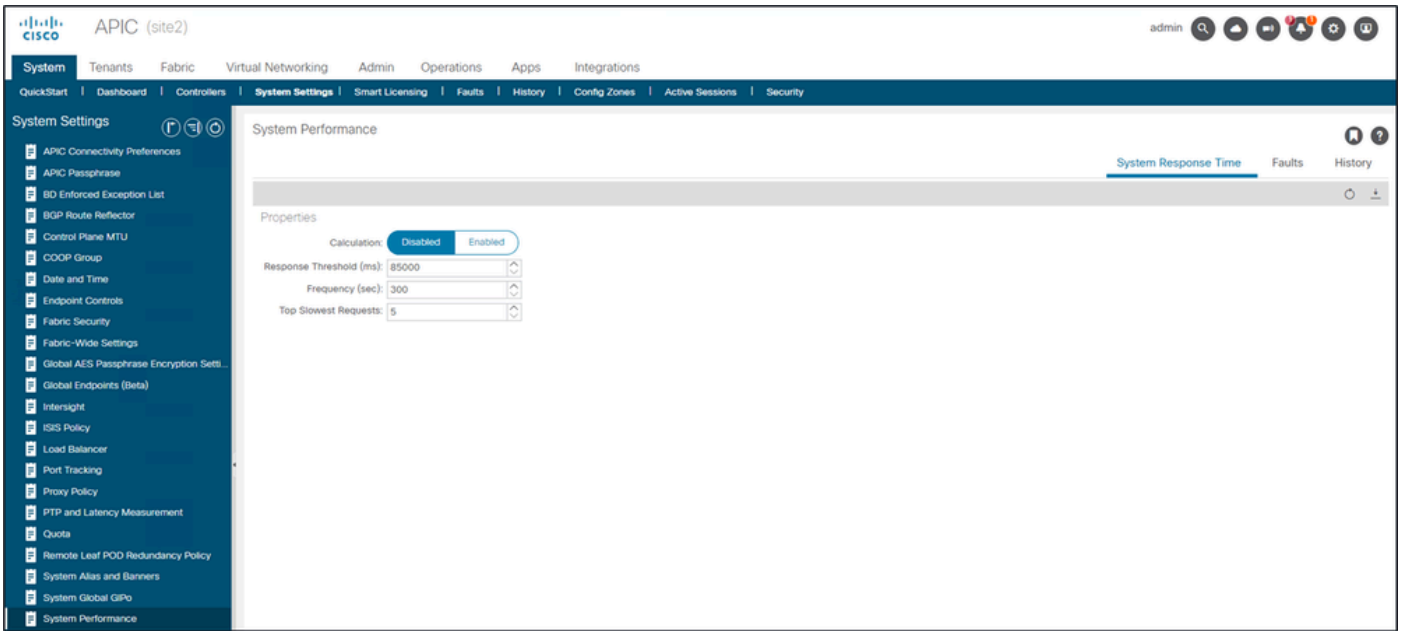 CISCO
APIC (site2)
admin
3
1
System Tenants Fabric Virtual Networking Admin Operations Apps Integrations
QuickStart | Dashboard | Controllers | System Settings | Smart Licensing | Faults | History | Config Zones | Active Sessions | Security
System Settings
APIC Connectivity Preferences
APIC Passphrase
BD Enforced Exception List
BGP Route Reflector
Control Plane MTU
COOP Group
Date and Time
Endpoint Controls
Fabric Security
Fabric-Wide Settings
Global AES Passphrase Encryption Setti...
Global Endpoints (Beta)
Intersight
ISIS Policy
Load Balancer
Port Tracking
Proxy Policy
PTP and Latency Measurement
Quota
Remote Leaf POD Redundancy Policy
System Alias and Banners
System Global GIPo
System Performance
System Performance
System Response Time Faults History
Properties
Calculation: Disabled Enabled
Response Threshold (ms): 85000
Frequency (sec): 300
Top Slowest Requests: 5